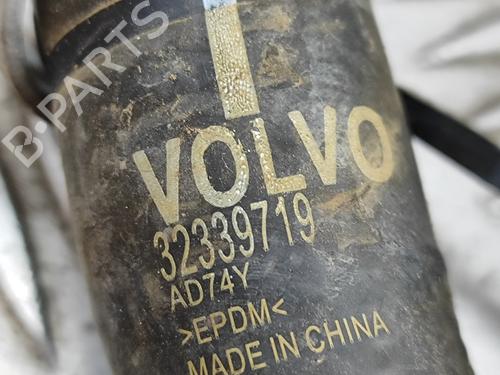 B-PARTS
VOLVO
32339719
AD74Y
>EPDM<
MADE IN CHINA